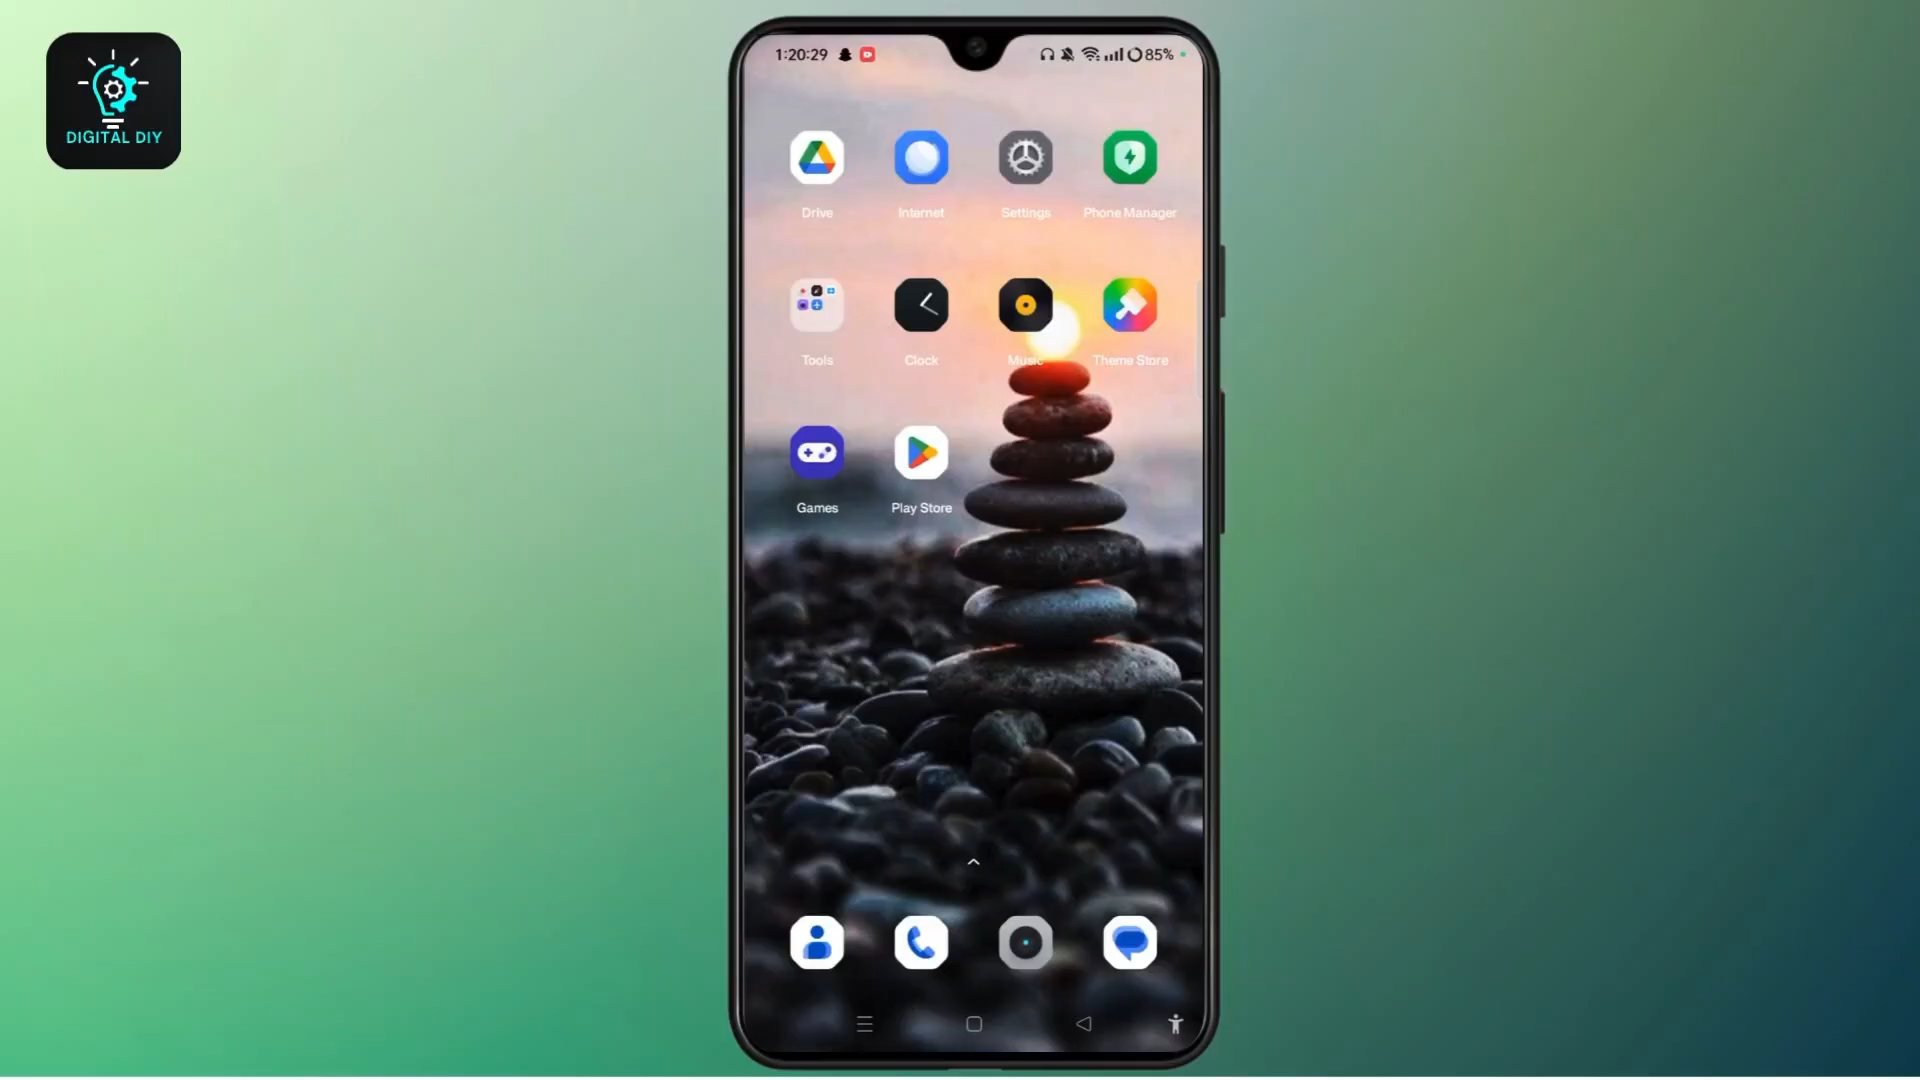 DIGITAL DIY
1:20:29
85%
Drive
Internet
Settings
Phone Manager
Tools
Clock
Music
Theme Store
Games
Play Store